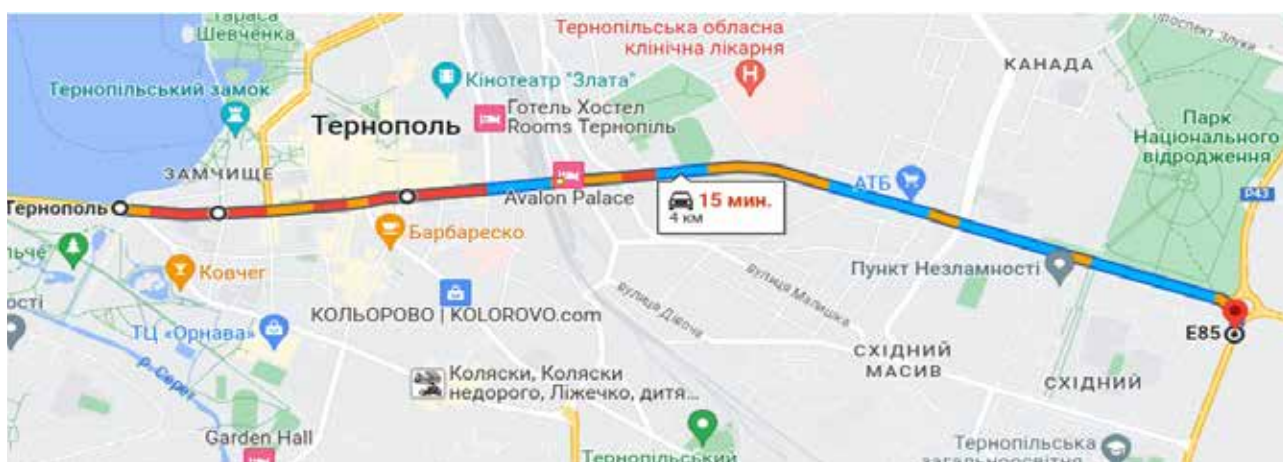 Тараса
Шевченка
Тернопільська обласна
клінічна лікарня
проспект Злуки
КАНАДА
Тернопільський замок
Кінотеатр "Злата"
Готель Хостел
Rooms Тернопіль
Тернополь
Парк
Національного
відродження
ЗАМЧИЩЕ
Avalon Palace
АТБ
15 мин.
4 км
P43
Тернополь
Барбареско
Ковчег
Пункт Незламності
вулиця Малишка
вулиця Дівоча
КОЛЬОРОВО | KOLOROVO.com
ТЦ «Орнава»
E85
СХІДНИЙ
МАСИВ
СХІДНИЙ
р. Серет
Коляски, Коляски
недорого, Ліжечко, дитя...
Garden Hall
Тернопільський
Тернопільська
загальноосвітня